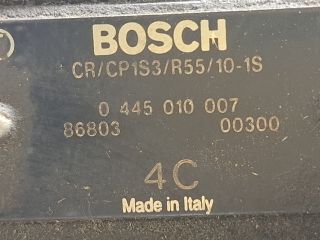 BOSCH
CR/CP1S3/R55/10-1S
0 445 010 007
86803 00300
4C
Made in Italy